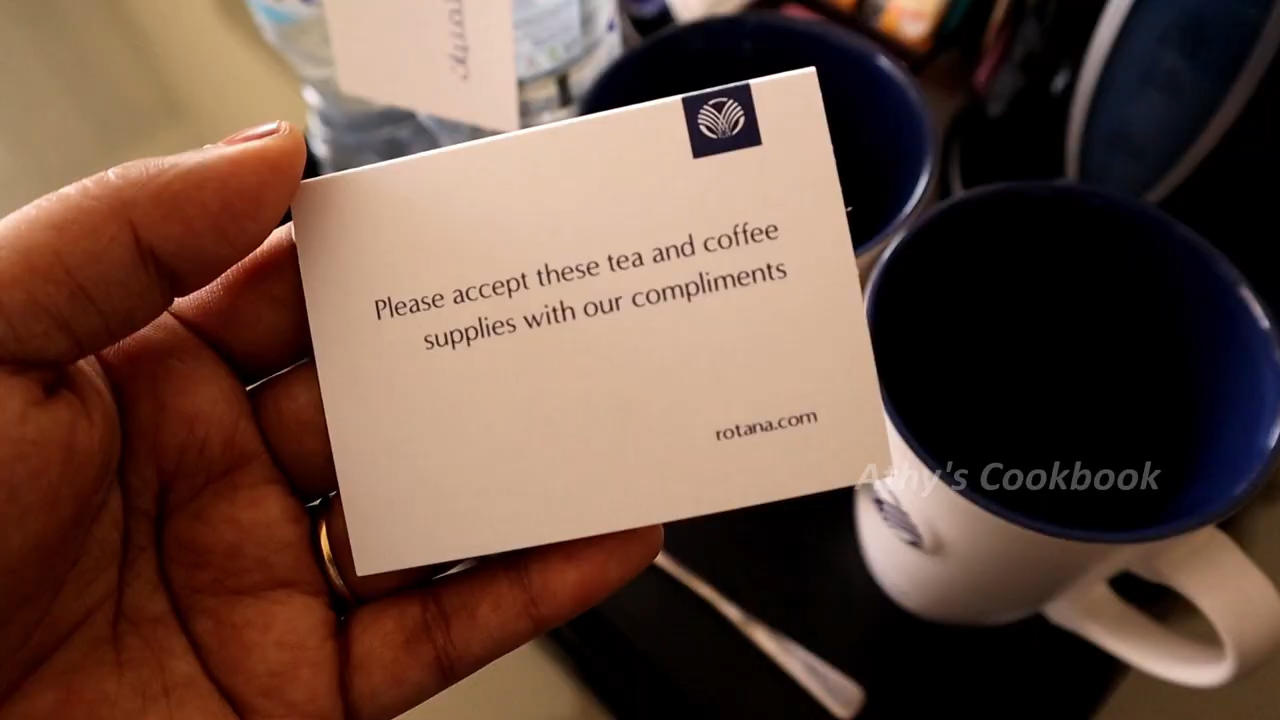 Please accept these tea and coffee
supplies with our compliments
rotana.com
Athy's Cookbook